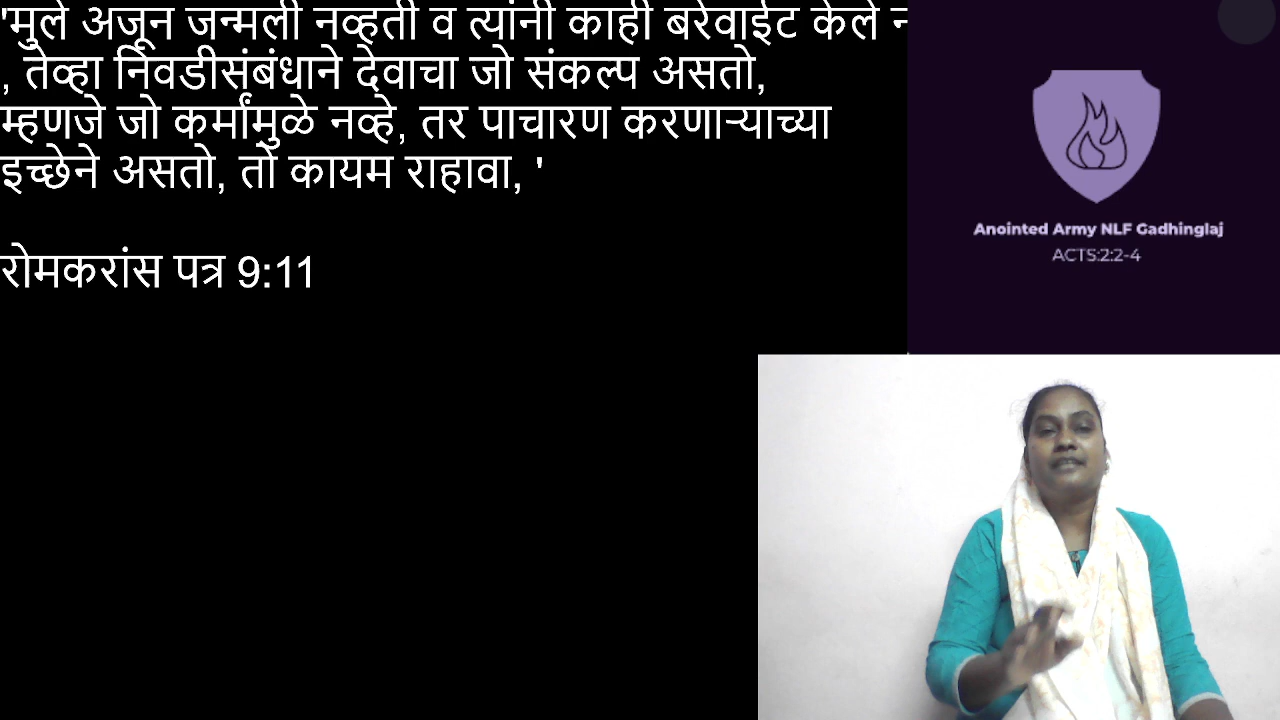 'मुले अजून जन्मली नव्हती व त्यांनी काही बरेवाईट केले
, तेव्हा निवडीसंबंधाने देवाचा जो संकल्प असतो,
म्हणजे जो कर्मांमुळे नव्हे, तर पाचारण करणाऱ्याच्या
इच्छेने असतो, तो कायम राहावा, '
रोमकरांस पत्र 9:11
Anointed Army NLF Gadhinglaj
ACTS:2:2-4